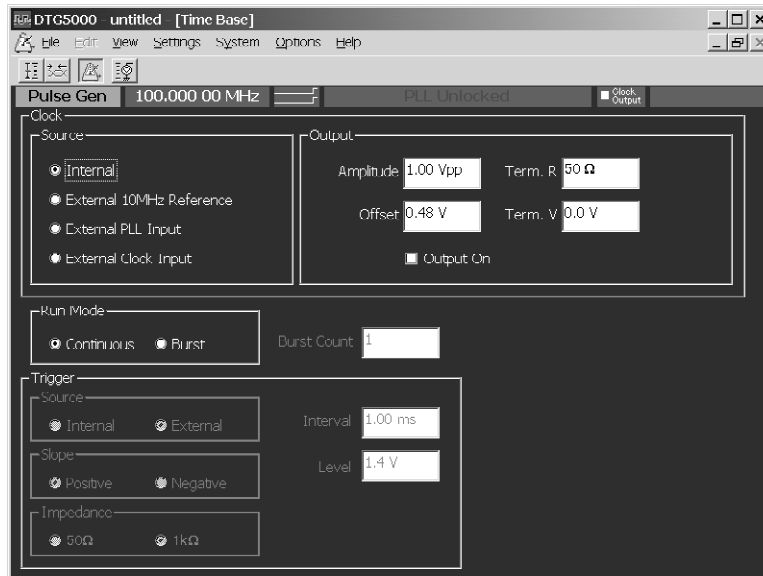 DTG5000 - untitled - [Time Base]
File Edit View Settings System Options Help
Pulse Gen 100.000 00 MHz PLL Unlocked Clock Output
Clock
Source
Internal
External 10MHz Reference
External PLL Input
External Clock Input
Output
Amplitude 1.00 Vpp Term. R 50 Ω
Offset 0.48 V Term. V 0.0 V
Output On
Run Mode
Continuous Burst
Burst Count 1
Trigger
Source
Internal External
Interval 1.00 ms
Slope
Positive Negative
Level 1.4 V
Impedance
50Ω 1kΩ